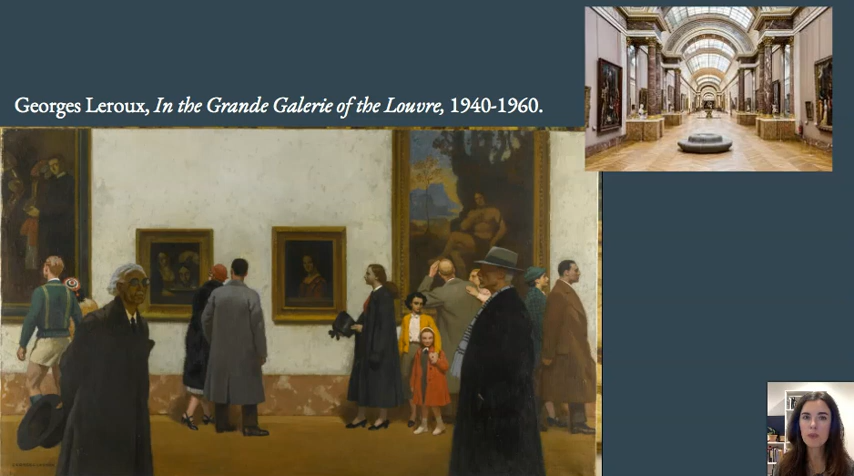 Georges Leroux, In the Grande Galerie of the Louvre, 1940-1960.